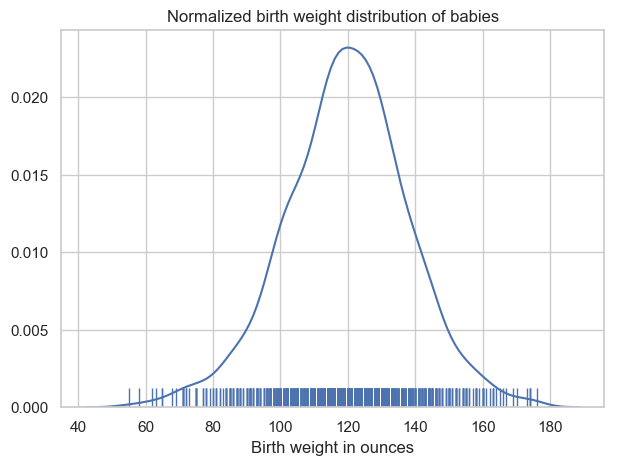 Normalized birth weight distribution of babies
0.020
0.015
0.010
0.005
0.000
40 60 80 100 120 140 160 180
Birth weight in ounces